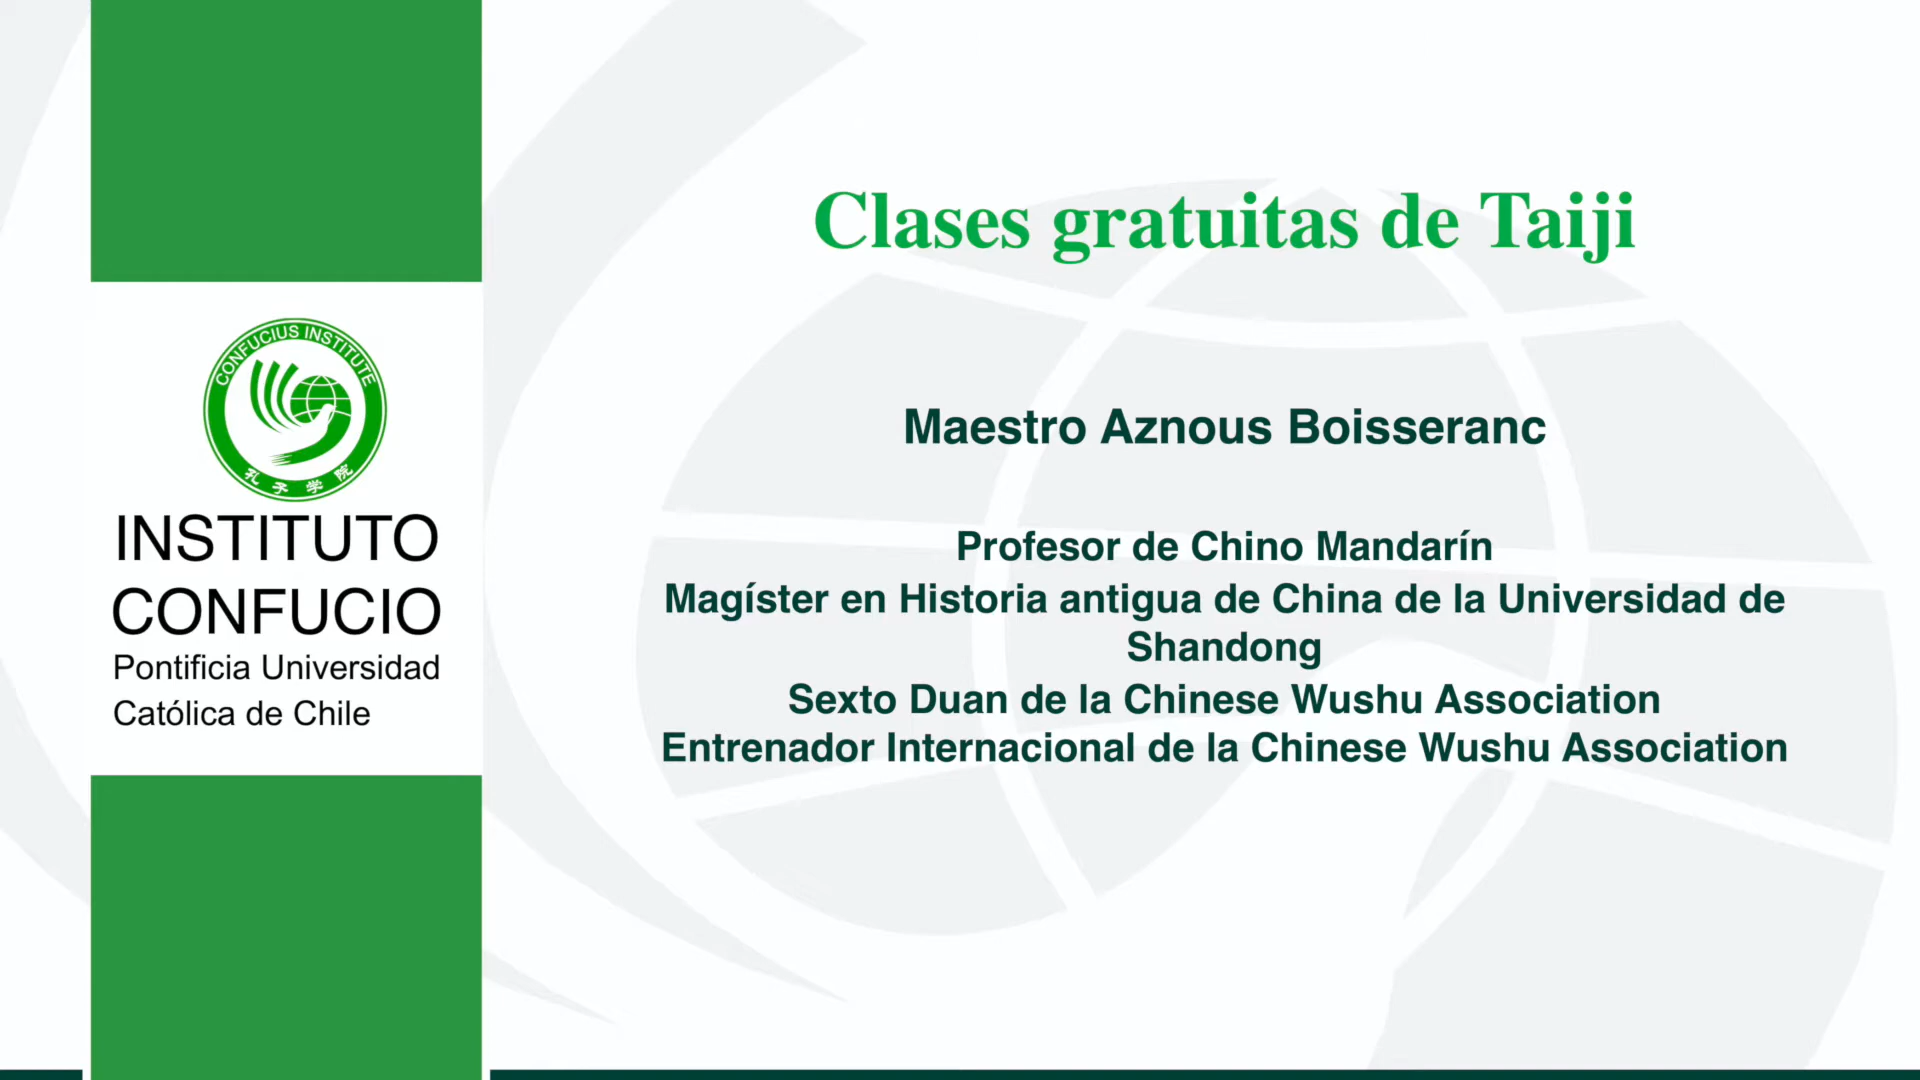 CONFUCIUS INSTITUTE
孔子学院
INSTITUTO
CONFUCIO
Pontificia Universidad
Católica de Chile
Clases gratuitas de Taiji
Maestro Aznous Boisseranc
Profesor de Chino Mandarín
Magíster en Historia antigua de China de la Universidad de
Shandong
Sexto Duan de la Chinese Wushu Association
Entrenador Internacional de la Chinese Wushu Association